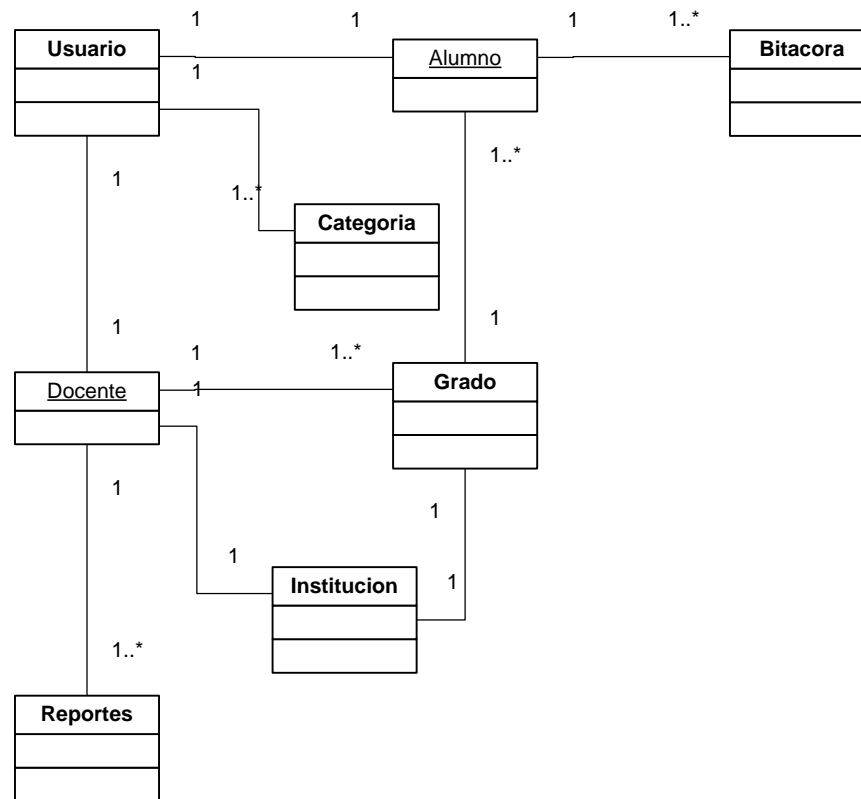 1 1 1 1..*
Usuario Alumno Bitacora
1
1 1..*
1..*
Categoria
1
1
1 1..*
Docente 1 Grado
1 1
1 1
Institucion
1..*
Reportes